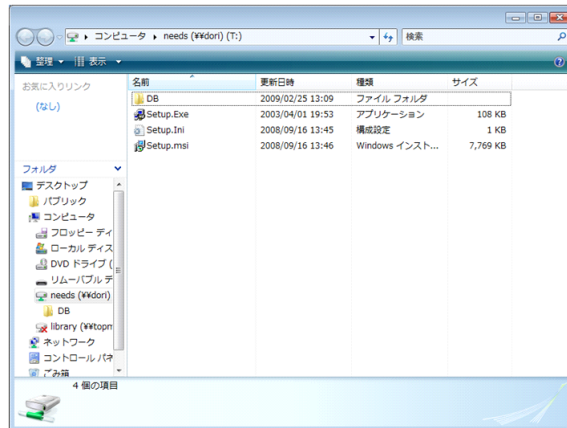 コンピュータ ▸ needs (¥¥dori) (T:)
検索
整理 表示
お気に入りリンク
(なし)
フォルダ
デスクトップ
パブリック
コンピュータ
フロッピー ディ
ローカル ディス
DVD ドライブ (
リムーバブル デ
needs (¥¥dori)
DB
library (¥¥topm
ネットワーク
コントロール パネ
ごみ箱
名前 更新日時 種類 サイズ
DB 2009/02/25 13:09 ファイル フォルダ
Setup.Exe 2003/04/01 19:53 アプリケーション 108 KB
Setup.Ini 2008/09/16 13:45 構成設定 1 KB
Setup.msi 2008/09/16 13:46 Windows インスト... 7,769 KB
4 個の項目